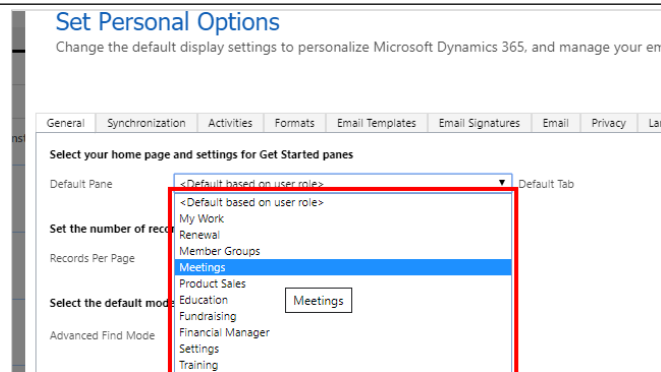 Set Personal Options
Change the default display settings to personalize Microsoft Dynamics 365, and manage your em
General Synchronization Activities Formats Email Templates Email Signatures Email Privacy La
Select your home page and settings for Get Started panes
Default Pane <Default based on user role> Default Tab
<Default based on user role>
My Work
Renewal
Set the number of recor
Member Groups
Records Per Page
Meetings
Product Sales
Select the default mode
Education
Meetings
Fundraising
Advanced Find Mode
Financial Manager
Settings
Training